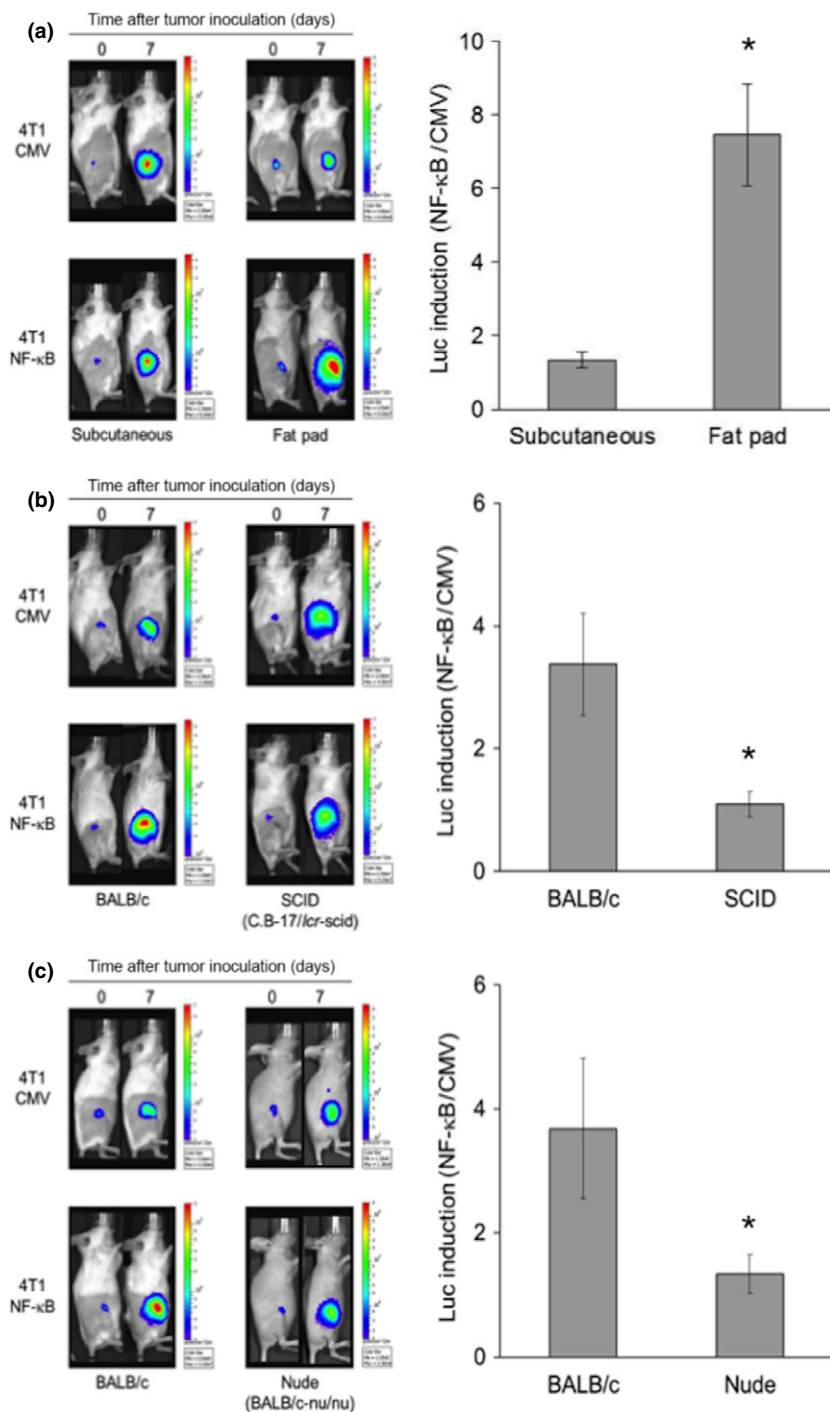 (a)
Time after tumor inoculation (days)
0 7 0 7
4T1
CMV
4T1
NF-κB
Subcutaneous Fat pad
Luc induction (NF-κB/CMV)
10
8
6
4
2
0
*
Subcutaneous Fat pad
(b)
Time after tumor inoculation (days)
0 7 0 7
4T1
CMV
4T1
NF-κB
BALB/c SCID
(C.B-17/Icr-scid)
Luc induction (NF-κB/CMV)
6
4
2
0
*
BALB/c SCID
(c)
Time after tumor inoculation (days)
0 7 0 7
4T1
CMV
4T1
NF-κB
BALB/c Nude
(BALB/c-nu/nu)
Luc induction (NF-κB/CMV)
6
4
2
0
*
BALB/c Nude